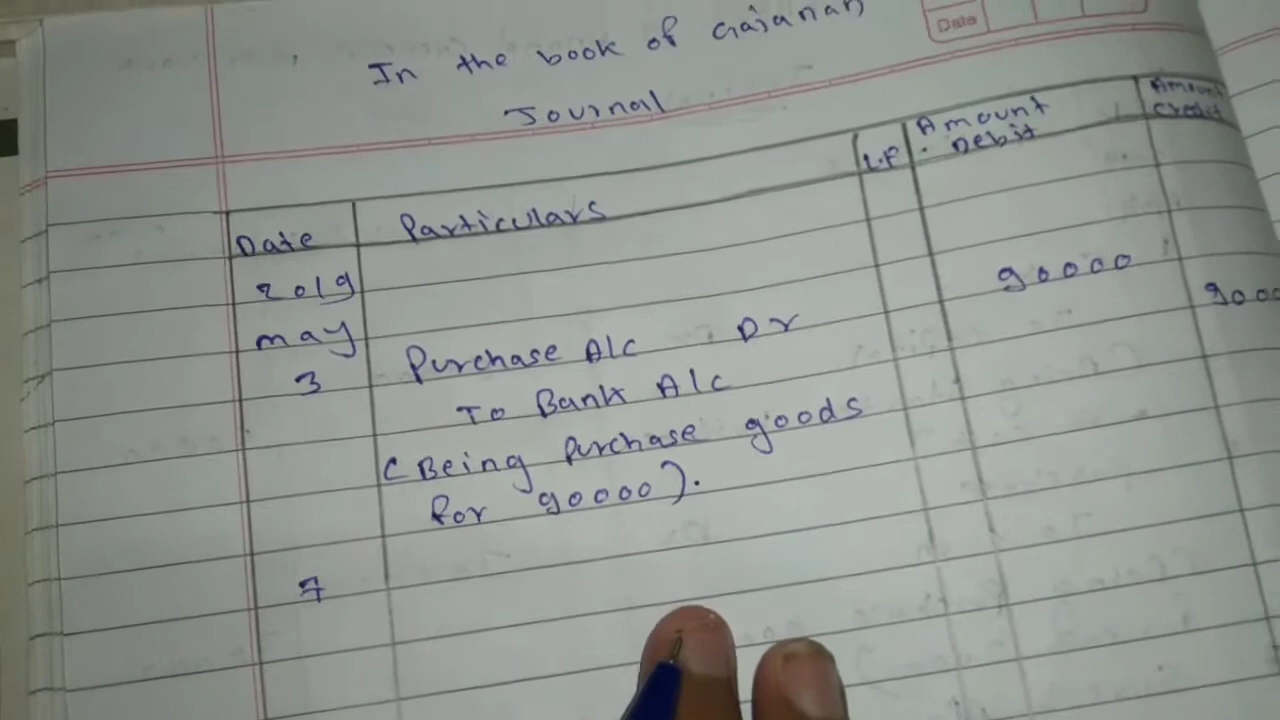 Date
In the book of Gajanan
Journal
Date Particulars L.F Amount Debit Amount Credit
2019
may
3 Purchase A/c Dr 90000
To Bank A/c
(Being Purchase goods
for 90000).
7